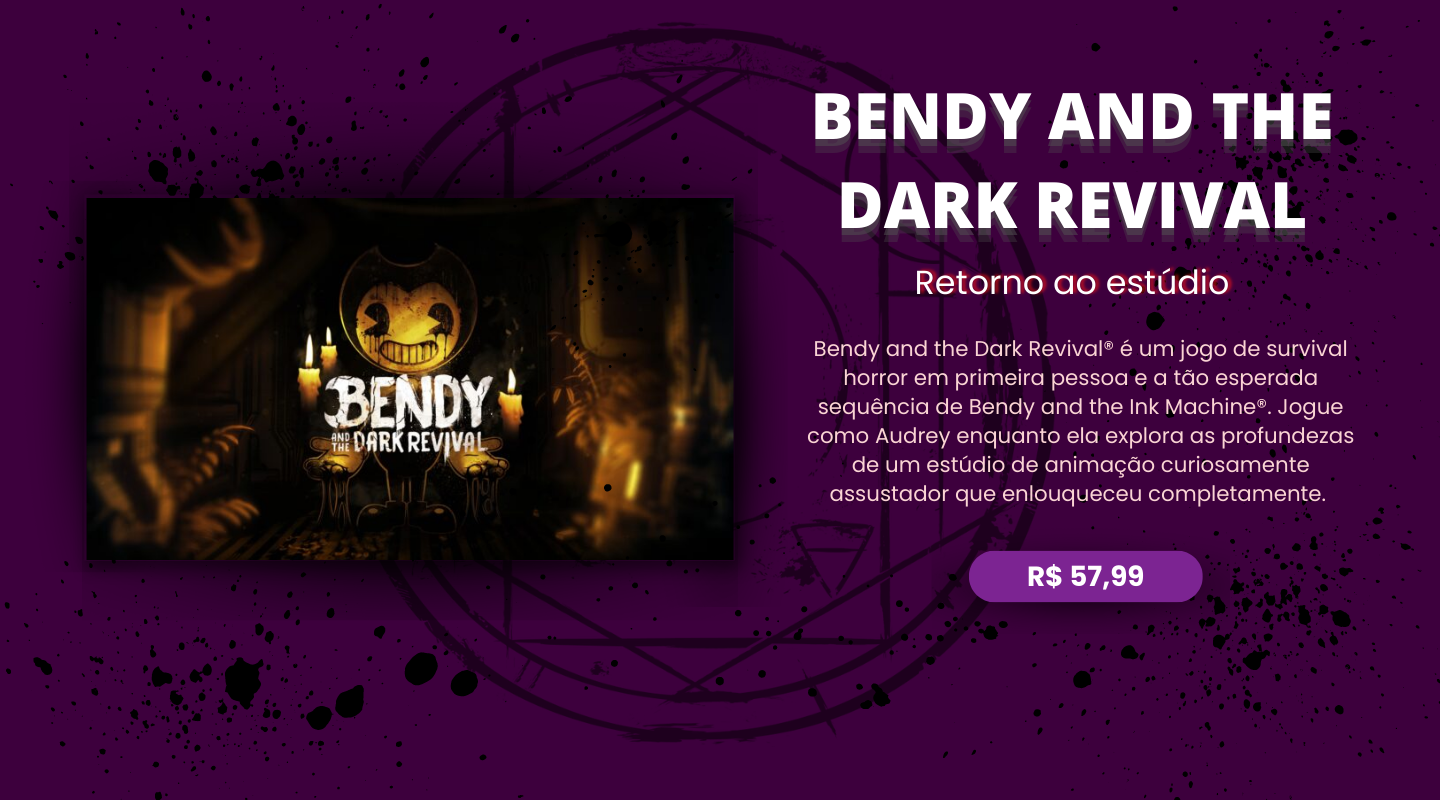 BENDY AND THE
DARK REVIVAL
Retorno ao estúdio
Bendy and the Dark Revival® é um jogo de survival
horror em primeira pessoa e a tão esperada
sequência de Bendy and the Ink Machine®. Jogue
como Audrey enquanto ela explora as profundezas
de um estúdio de animação curiosamente
assustador que enlouqueceu completamente.
R$ 57,99
BENDY
AND THE DARK REVIVAL